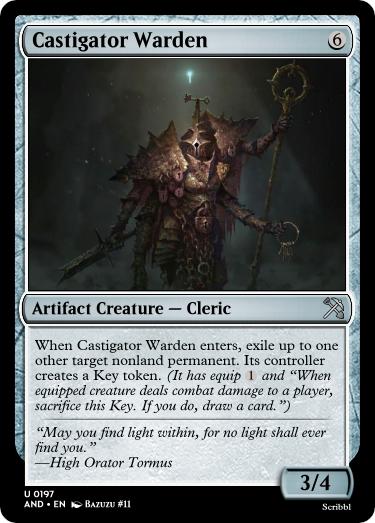 Castigator Warden 6
Artifact Creature — Cleric
When Castigator Warden enters, exile up to one
other target nonland permanent. Its controller
creates a Key token. (It has equip 1 and “When
equipped creature deals combat damage to a player,
sacrifice this Key. If you do, draw a card.”)
“May you find light within, for no light shall ever
find you.”
—High Orator Tormus
3/4
U 0197
AND • EN Bazuzu #11
Scribbl